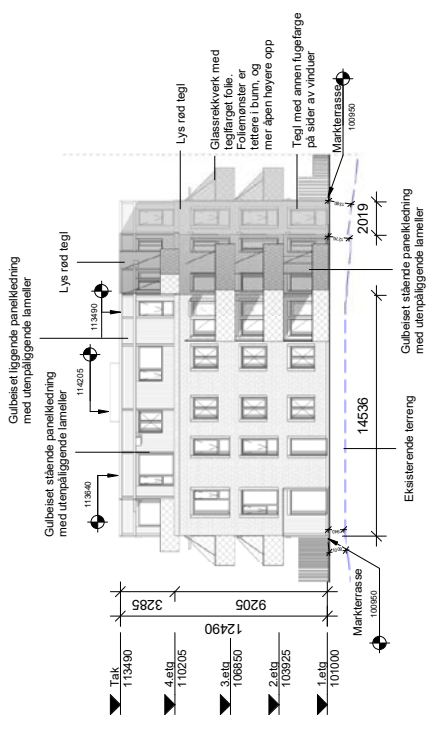 Gulbeiset liggende panelkledning
med utenpåliggende lameller
Gulbeiset stående panelkledning
med utenpåliggende lameller
Lys rød tegl
113640
114205
113490
Lys rød tegl
Glassrekkverk med
teglfarget folie.
Foliemønster er
tettere i bunn, og
mer åpen høyere opp
Tegl med annen fugefarge
på sider av vinduer
Tak
113490
4.etg
110205
3.etg
106850
2.etg
103925
1.etg
101000
3285
9205
12490
Markterrasse
100950
14536
2019
Markterrasse
100950
Eksisterende terreng
Gulbeiset stående panelkledning
med utenpåliggende lameller